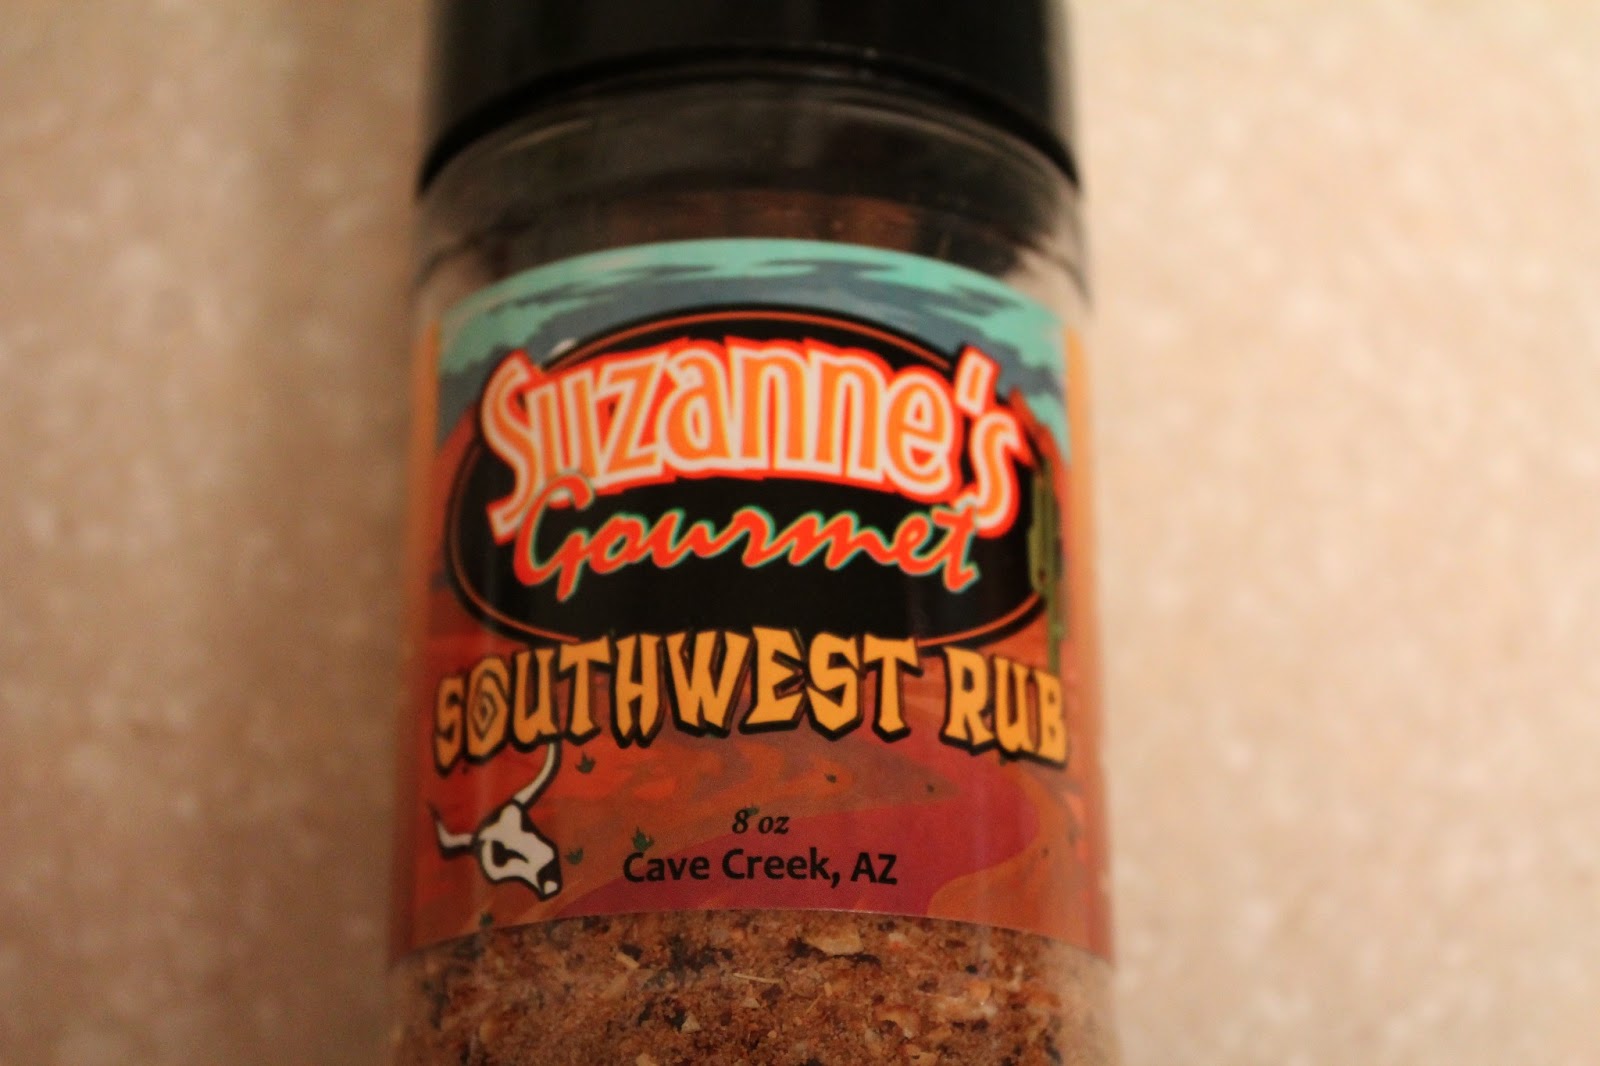 Suzanne's
Gourmet
SOUTHWEST RUB
8 oz
Cave Creek, AZ